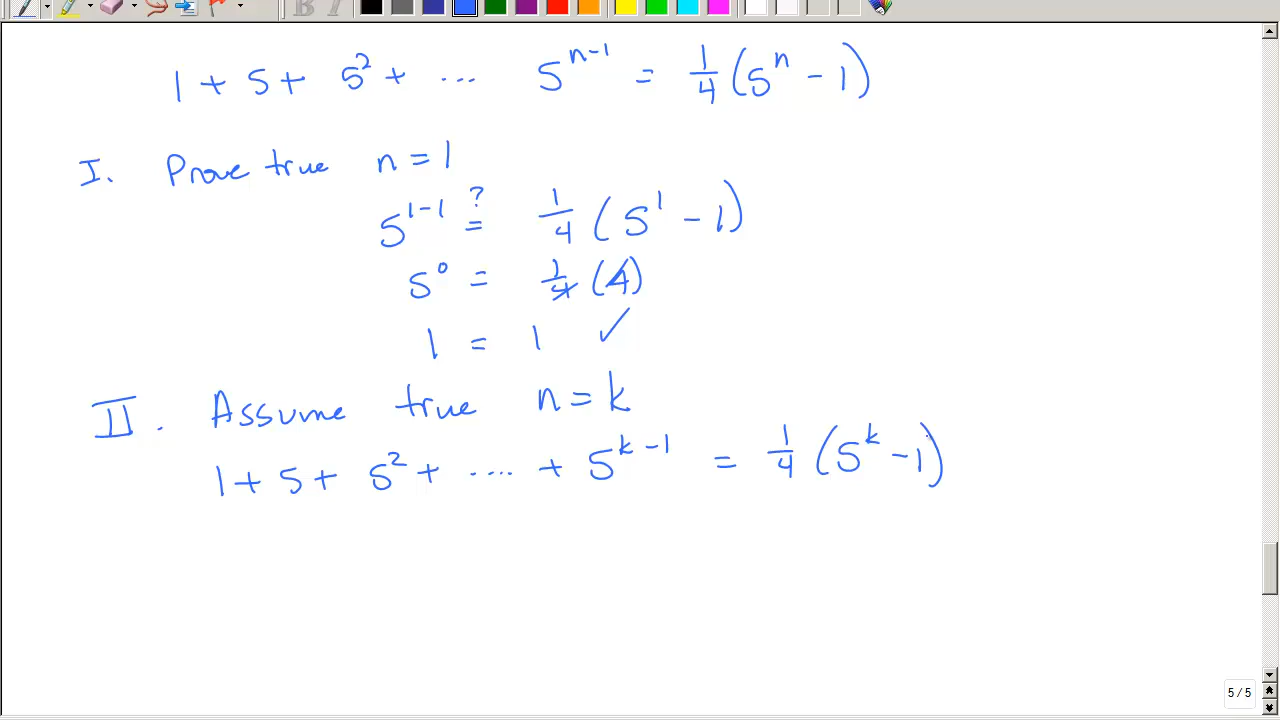 B I
1 + 5 + 5² + ... 5ⁿ⁻¹ = 1/4 (5ⁿ - 1)
I. Prove true n = 1
5¹⁻¹ ?= 1/4 (5¹ - 1)
5⁰ = 1/4 (4)
1 = 1 ✓
II. Assume true n = k
1 + 5 + 5² + .... + 5ᵏ⁻¹ = 1/4 (5ᵏ - 1)
5/5